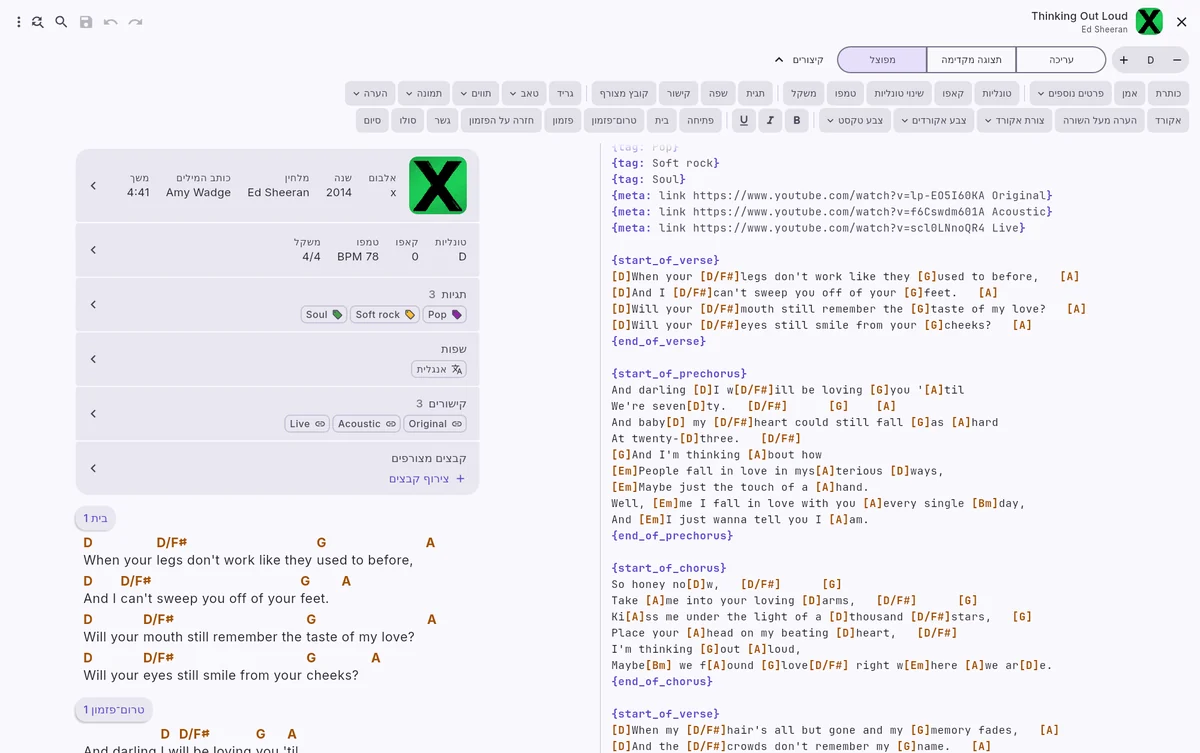 Thinking Out Loud
Ed Sheeran
עריכה
תצוגה מקדימה
מפוצל
קיצורים
+ D −
כותרת אמן פרטים נוספים טונליות קאפו שינוי טונליות טמפו משקל תגית שפה קישור קובץ מצורף גריד טאב תווים תמונה הערה
אקורד הערה מעל השורה צורת אקורד צבע אקורדים צבע טקסט B I U פתיחה בית טרום־פזמון פזמון חזרה על הפזמון גשר סולו סיום
אלבום
x
שנה
2014
מלחין
Ed Sheeran
כותב המילים
Amy Wadge
משך
4:41
טונליות
D
קאפו
0
טמפו
78 BPM
משקל
4/4
תגיות 3
Pop Soft rock Soul
שפות
אנגלית
קישורים 3
Original Acoustic Live
קבצים מצורפים
+ צירוף קבצים
בית 1
D D/F# G A
When your legs don't work like they used to before,
D D/F# G A
And I can't sweep you off of your feet.
D D/F# G A
Will your mouth still remember the taste of my love?
D D/F# G A
Will your eyes still smile from your cheeks?
טרום־פזמון 1
D D/F# G A
And darling I will be loving you 'til
{tag: Pop}
{tag: Soft rock}
{tag: Soul}
{meta: link https://www.youtube.com/watch?v=lp-EO5I60KA Original}
{meta: link https://www.youtube.com/watch?v=f6Cswdm601A Acoustic}
{meta: link https://www.youtube.com/watch?v=scl0LNnoQR4 Live}
{start_of_verse}
[D]When your [D/F#]legs don't work like they [G]used to before, [A]
[D]And I [D/F#]can't sweep you off of your [G]feet. [A]
[D]Will your [D/F#]mouth still remember the [G]taste of my love? [A]
[D]Will your [D/F#]eyes still smile from your [G]cheeks? [A]
{end_of_verse}
{start_of_prechorus}
And darling [D]I w[D/F#]ill be loving [G]you '[A]til
We're seven[D]ty. [D/F#] [G] [A]
And baby[D] my [D/F#]heart could still fall [G]as [A]hard
At twenty-[D]three. [D/F#]
[G]And I'm thinking [A]bout how
[Em]People fall in love in mys[A]terious [D]ways,
[Em]Maybe just the touch of a [A]hand.
Well, [Em]me I fall in love with you [A]every single [Bm]day,
And [Em]I just wanna tell you I [A]am.
{end_of_prechorus}
{start_of_chorus}
So honey no[D]w, [D/F#] [G]
Take [A]me into your loving [D]arms, [D/F#] [G]
Ki[A]ss me under the light of a [D]thousand [D/F#]stars, [G]
Place your [A]head on my beating [D]heart, [D/F#]
I'm thinking [G]out [A]loud,
Maybe[Bm] we f[A]ound [G]love[D/F#] right w[Em]here [A]we ar[D]e.
{end_of_chorus}
{start_of_verse}
[D]When my [D/F#]hair's all but gone and my [G]memory fades, [A]
[D]And the [D/F#]crowds don't remember my [G]name. [A]